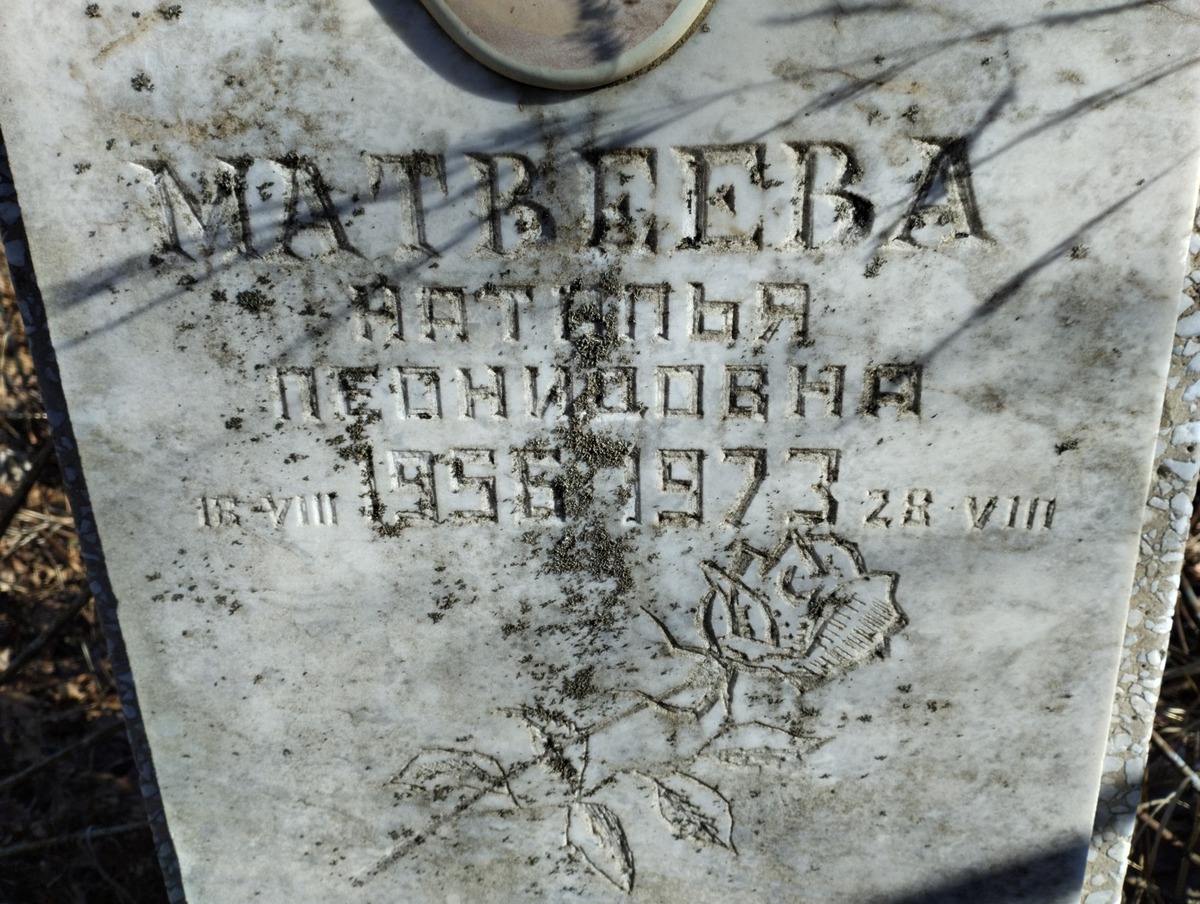 МАТВЕЕВА
НАТАЛЬЯ
ЛЕОНИДОВНА
16-VIII 1956-1973 28·VIII